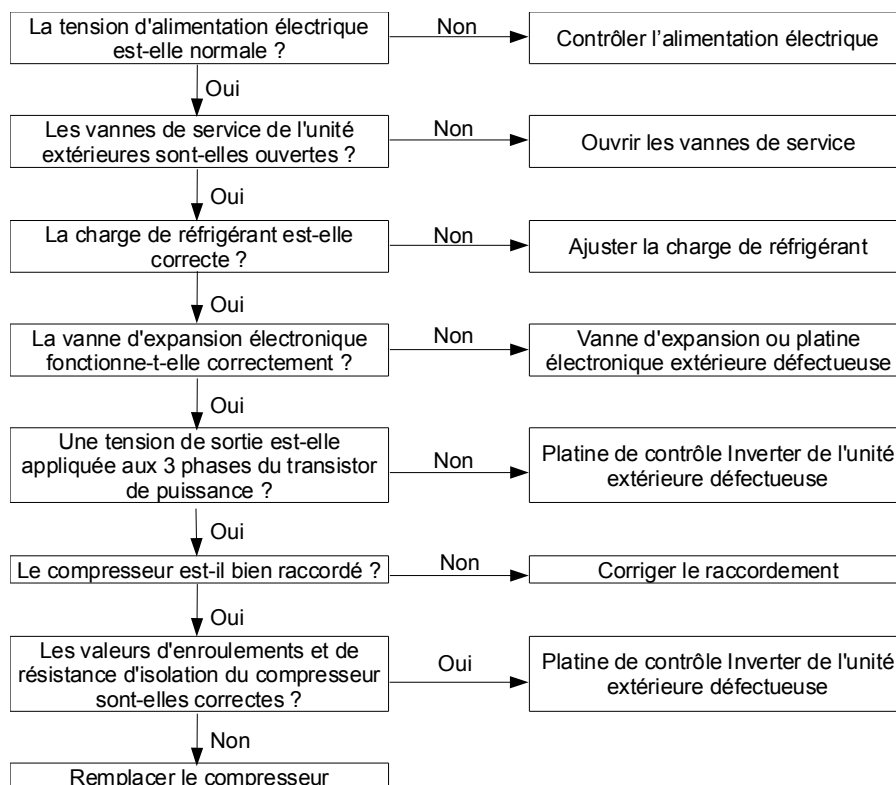 La tension d'alimentation électrique
est-elle normale ?
Non
Contrôler l’alimentation électrique
Oui
Les vannes de service de l'unité
extérieures sont-elles ouvertes ?
Non
Ouvrir les vannes de service
Oui
La charge de réfrigérant est-elle
correcte ?
Non
Ajuster la charge de réfrigérant
Oui
La vanne d'expansion électronique
fonctionne-t-elle correctement ?
Non
Vanne d'expansion ou platine
électronique extérieure défectueuse
Oui
Une tension de sortie est-elle
appliquée aux 3 phases du transistor
de puissance ?
Non
Platine de contrôle Inverter de l'unité
extérieure défectueuse
Oui
Le compresseur est-il bien raccordé ?
Non
Corriger le raccordement
Oui
Les valeurs d'enroulements et de
résistance d'isolation du compresseur
sont-elles correctes ?
Oui
Platine de contrôle Inverter de l'unité
extérieure défectueuse
Non
Remplacer le compresseur